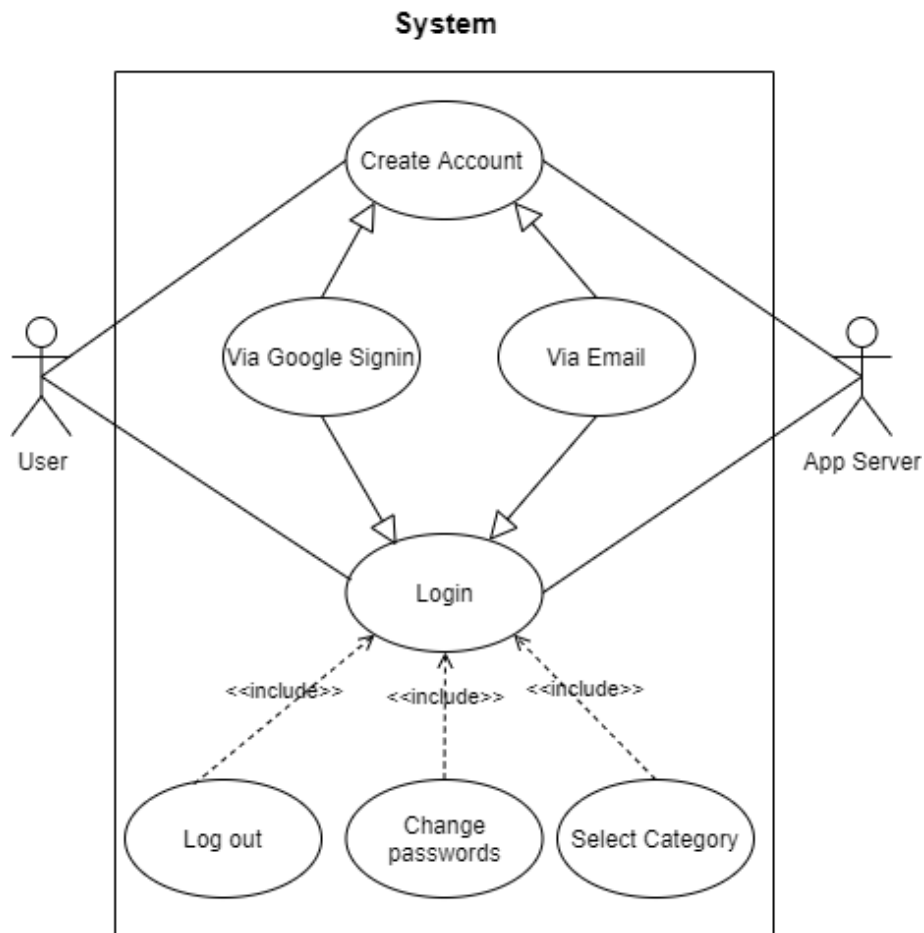 System
Create Account
Via Google Signin
Via Email
User
App Server
Login
<<include>>
<<include>>
<<include>>
Log out
Change
passwords
Select Category